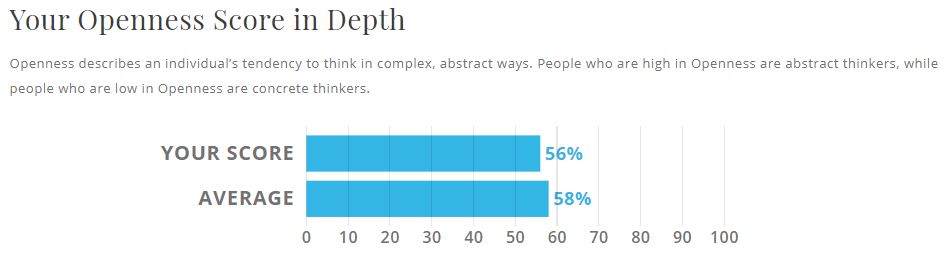 Your Openness Score in Depth
Openness describes an individual’s tendency to think in complex, abstract ways. People who are high in Openness are abstract thinkers, while
people who are low in Openness are concrete thinkers.
YOUR SCORE 56%
AVERAGE 58%
0 10 20 30 40 50 60 70 80 90 100